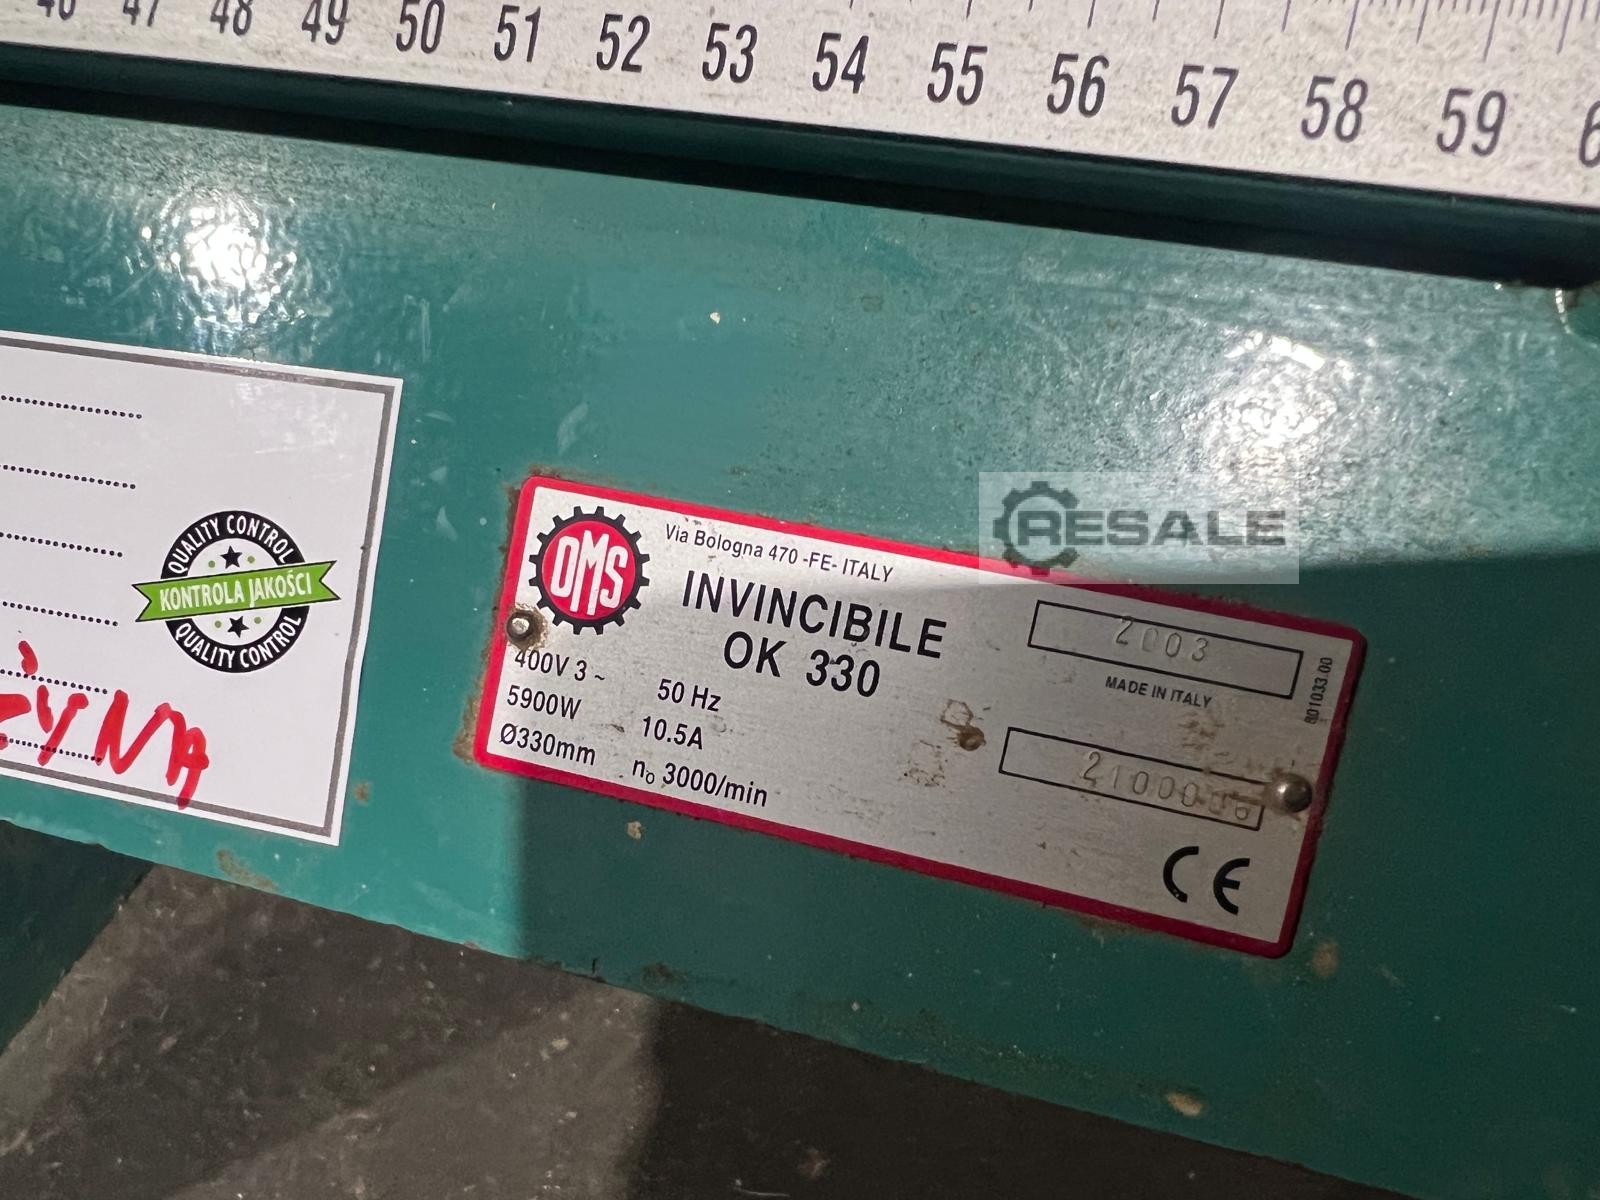 47 48 49 50 51 52 53 54 55 56 57 58 59
QUALITY CONTROL
KONTROLA JAKOŚCI
QUALITY CONTROL
OMS
Via Bologna 470 -FE- ITALY
INVINCIBILE
OK 330
400V 3 ~ 50 Hz
5900W 10.5A
Ø330mm n₀ 3000/min
2003
MADE IN ITALY
801033.00
CE
RESALE